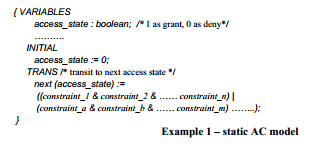 { VARIABLES
access_state : boolean; /* 1 as grant, 0 as deny*/
..........
INITIAL
access_state := 0;
TRANS /* transit to next access state */
next (access_state) :=
((constraint_1 & constraint_2 & ...... constraint_n) |
(constraint_a & constraint_b & ...... constraint_m) ........);
}
Example 1 – static AC model